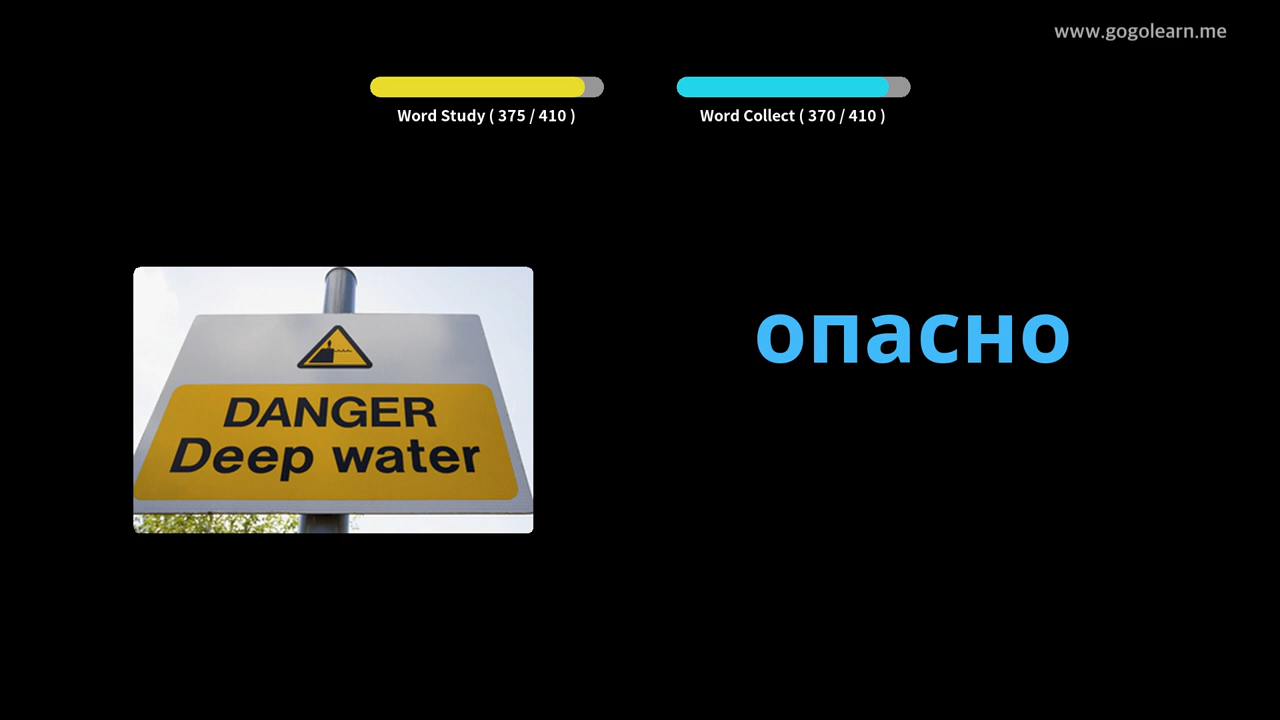 www.gogolearn.me
Word Study ( 375 / 410 )
Word Collect ( 370 / 410 )
DANGER
Deep water
опасно